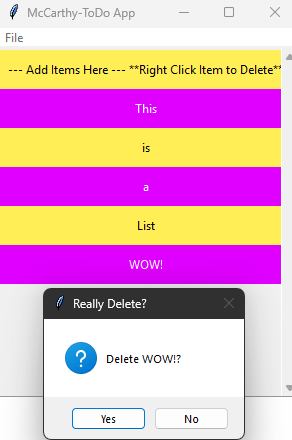 McCarthy-ToDo App
File
--- Add Items Here --- **Right Click Item to Delete**
This
is
a
List
WOW!
Really Delete?
Delete WOW!?
Yes No